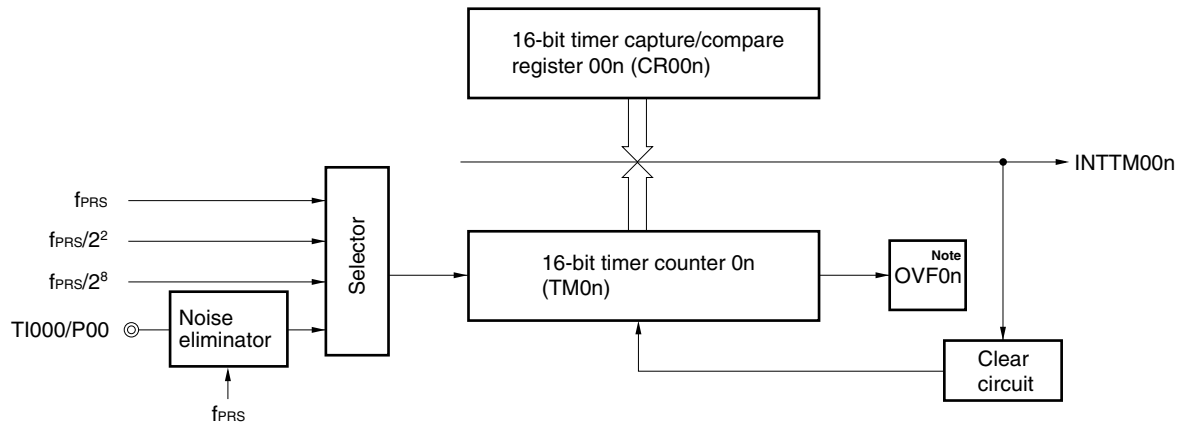 16-bit timer capture/compare
register 00n (CR00n)
INTTM00n
fPRS
fPRS/2²
fPRS/2⁸
TI000/P00
Noise
eliminator
fPRS
Selector
16-bit timer counter 0n
(TM0n)
Note
OVF0n
Clear
circuit